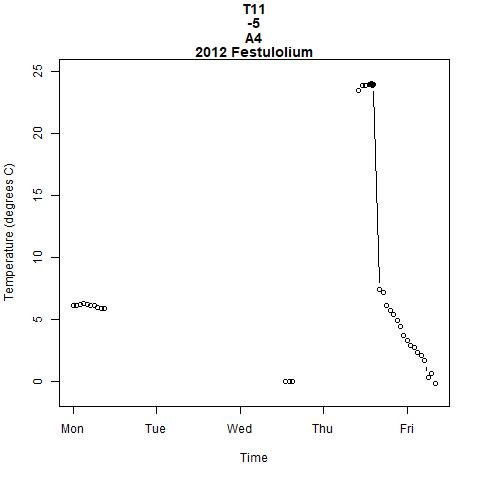 T11
-5
A4
2012 Festulolium
Temperature (degrees C)
25
20
15
10
5
0
Mon Tue Wed Thu Fri
Time